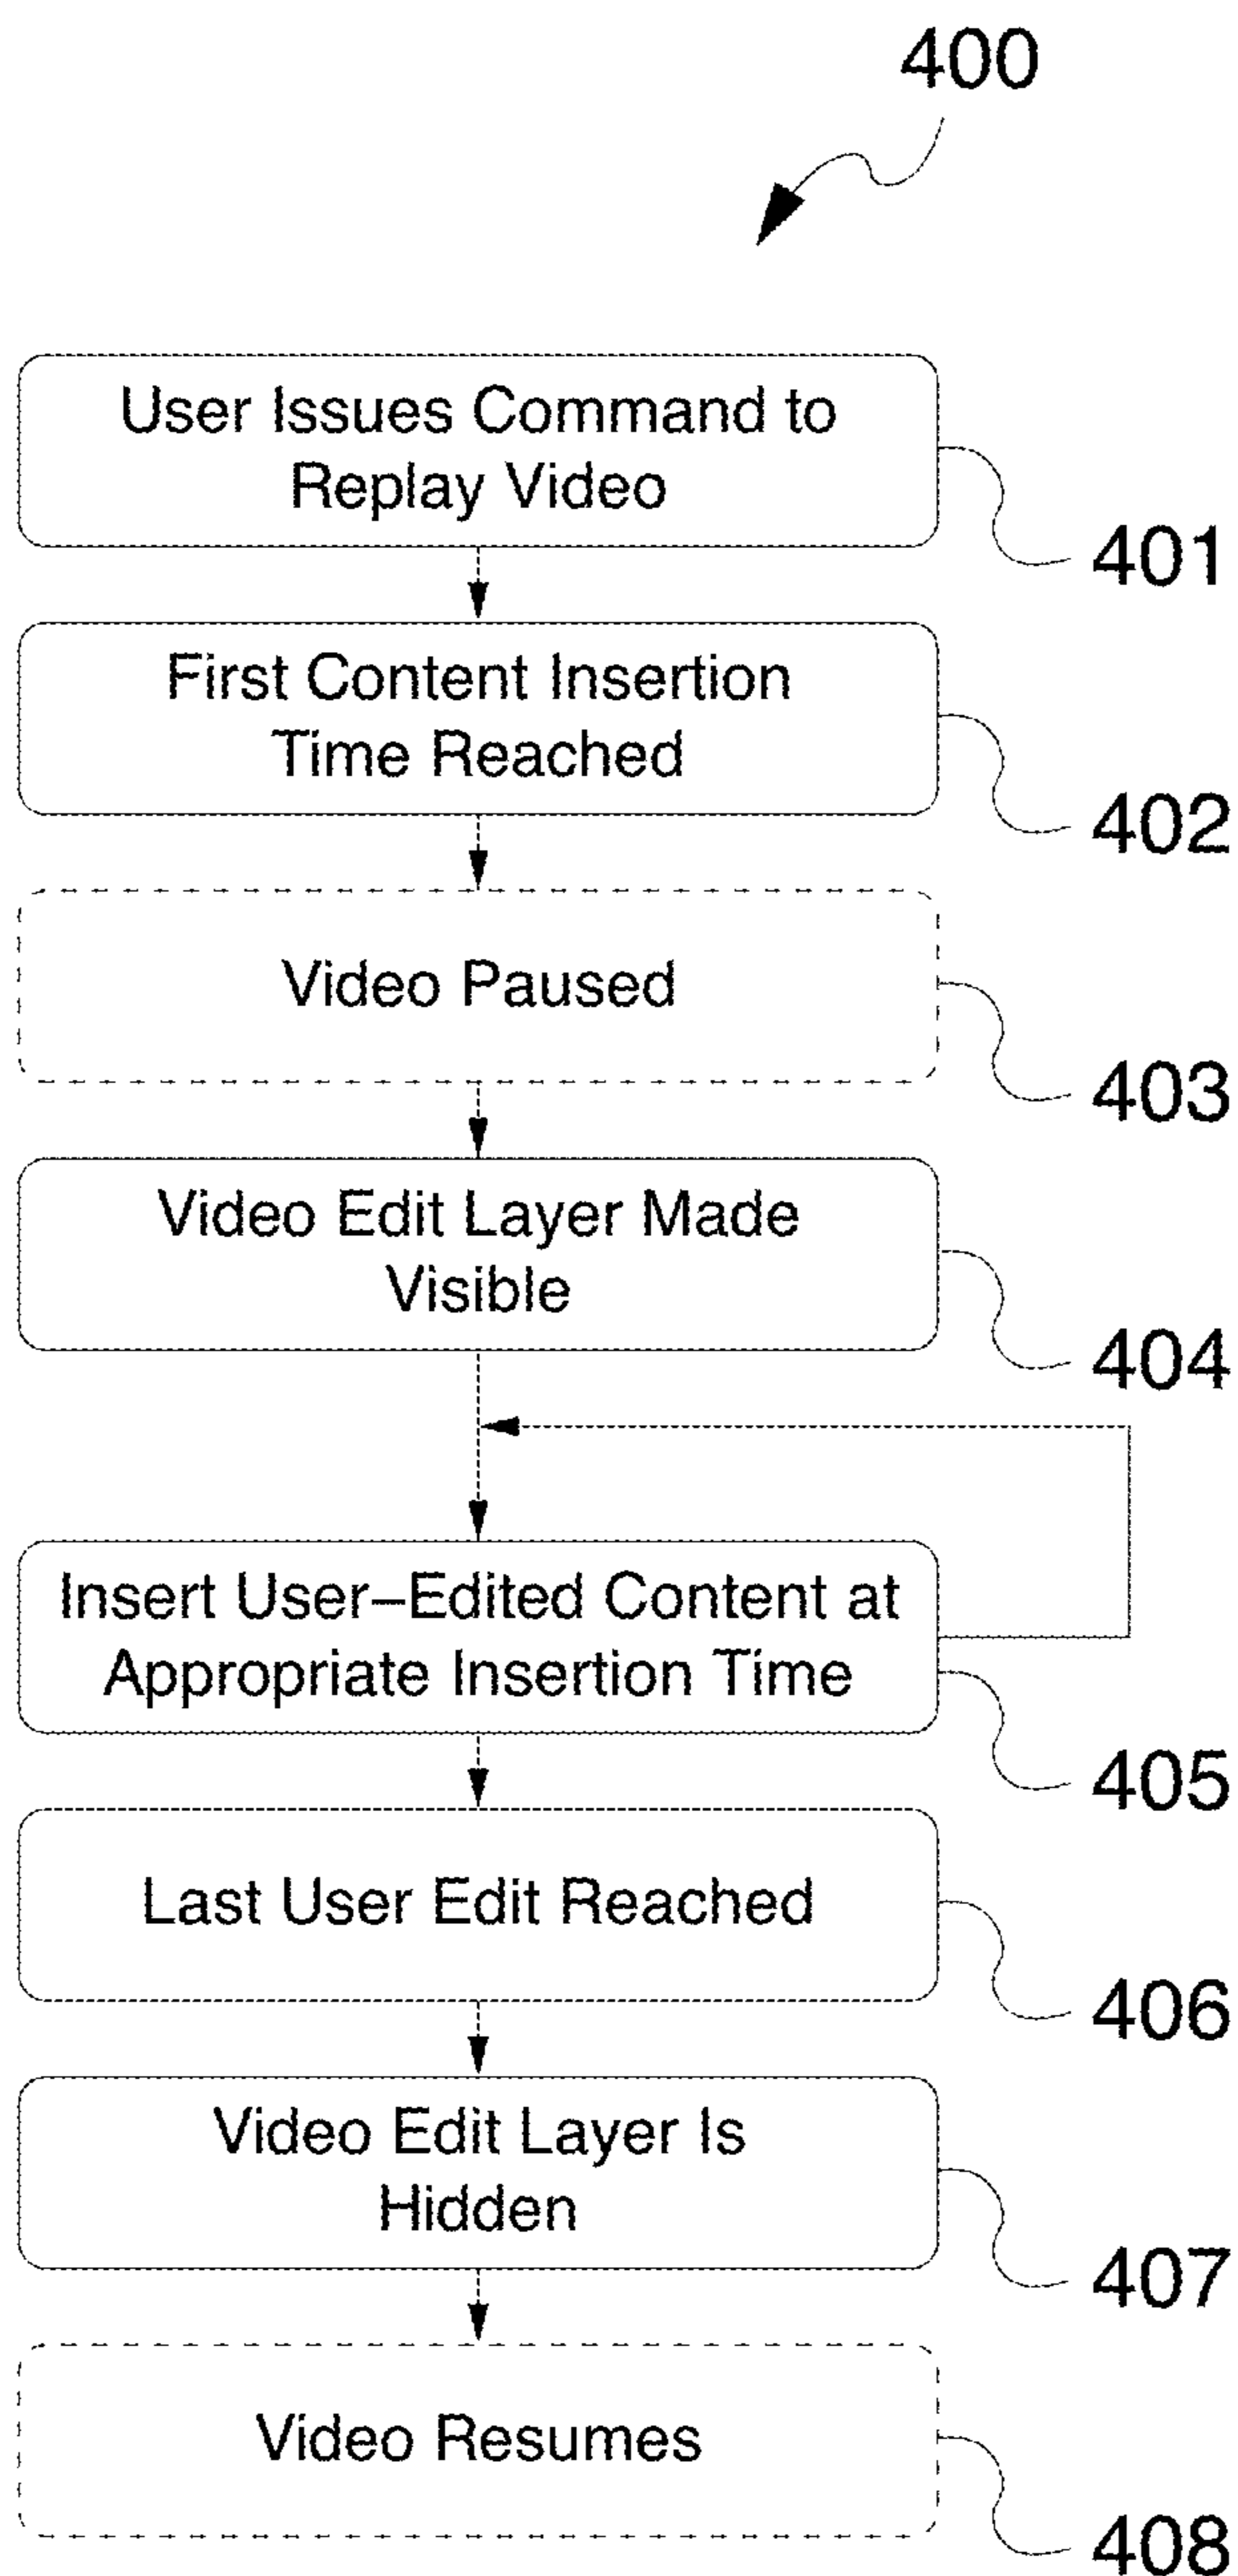 400
User Issues Command to
Replay Video
401
First Content Insertion
Time Reached
402
Video Paused
403
Video Edit Layer Made
Visible
404
Insert User–Edited Content at
Appropriate Insertion Time
405
Last User Edit Reached
406
Video Edit Layer Is
Hidden
407
Video Resumes
408